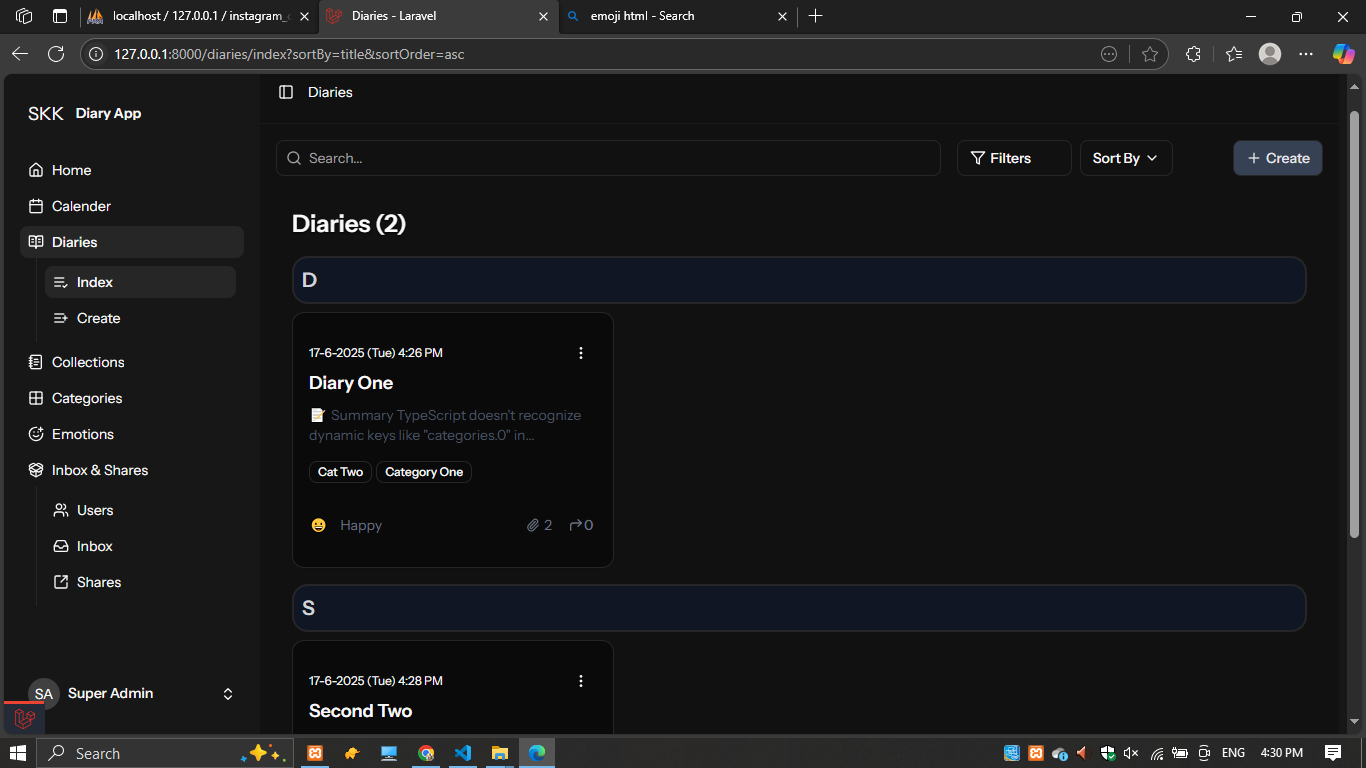 localhost / 127.0.0.1 / instagram_
Diaries - Laravel
emoji html - Search
127.0.0.1:8000/diaries/index?sortBy=title&sortOrder=asc
SKK Diary App
Home
Calender
Diaries
Index
Create
Collections
Categories
Emotions
Inbox & Shares
Users
Inbox
Shares
SA Super Admin
Diaries
Search...
Filters
Sort By
+ Create
Diaries (2)
D
17-6-2025 (Tue) 4:26 PM
Diary One
📝 Summary TypeScript doesn't recognize
dynamic keys like "categories.0" in...
Cat Two Category One
😀 Happy 2 0
S
17-6-2025 (Tue) 4:28 PM
Second Two
Search
ENG 4:30 PM